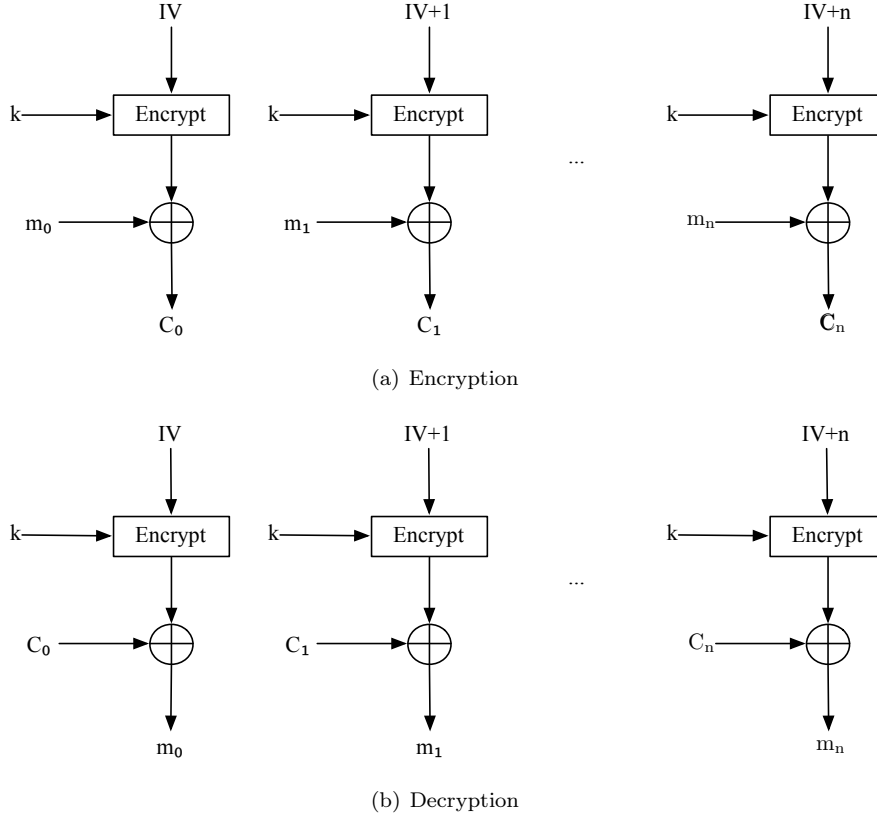 IV IV+1 IV+n
k Encrypt k Encrypt k Encrypt
...
m₀ m₁ mₙ
C₀ C₁ Cₙ
(a) Encryption
IV IV+1 IV+n
k Encrypt k Encrypt k Encrypt
...
C₀ C₁ Cₙ
m₀ m₁ mₙ
(b) Decryption